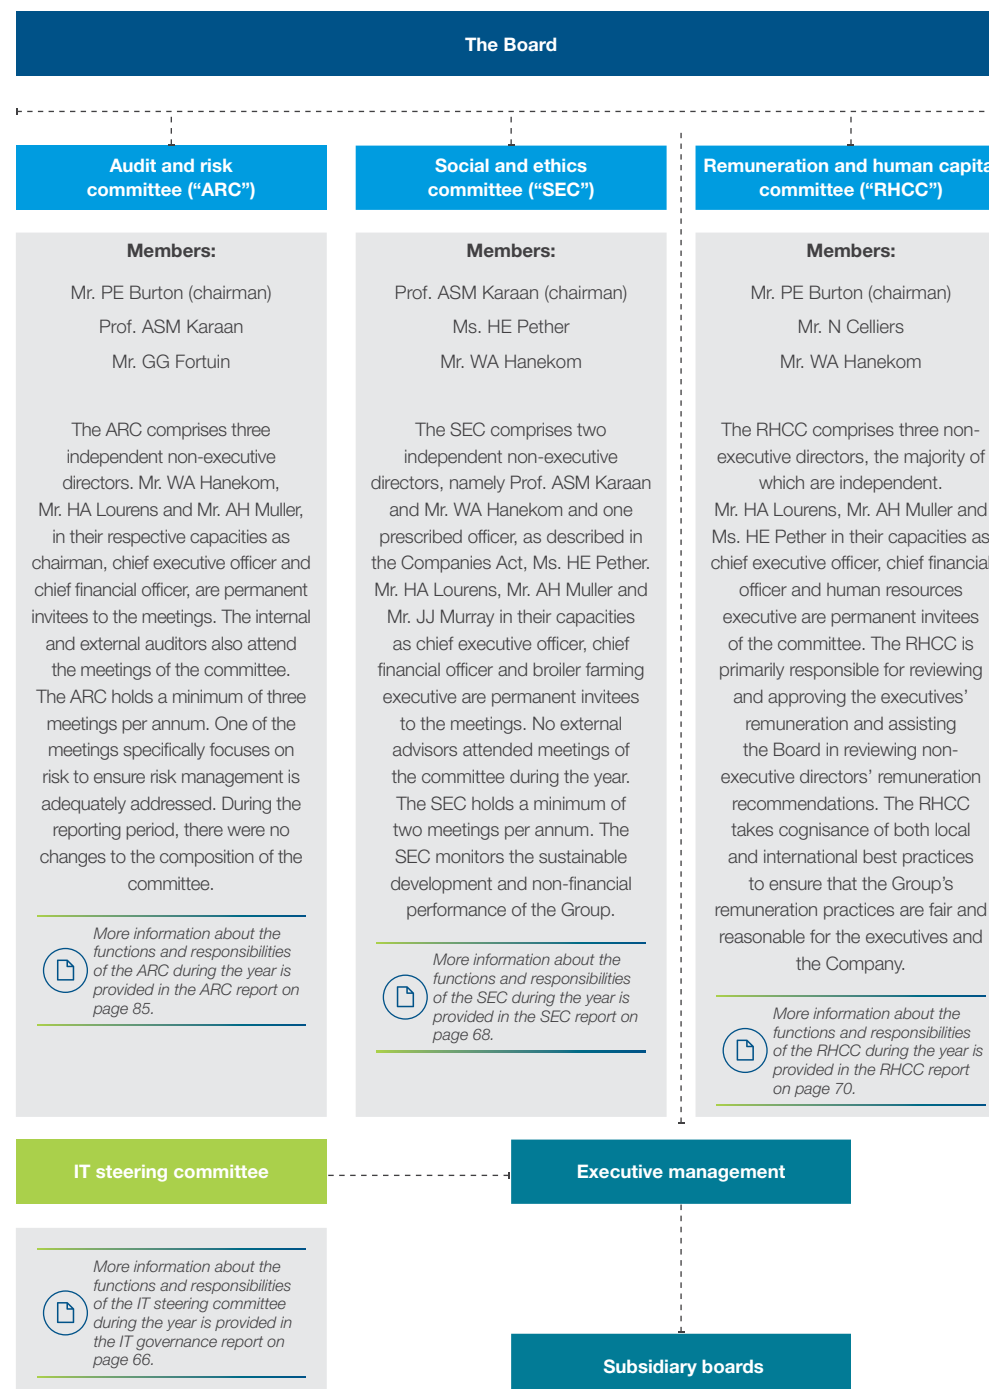 The Board
Audit and risk
committee (“ARC”)
Members:
Mr. PE Burton (chairman)
Prof. ASM Karaan
Mr. GG Fortuin
The ARC comprises three
independent non-executive
directors. Mr. WA Hanekom,
Mr. HA Lourens and Mr. AH Muller,
in their respective capacities as
chairman, chief executive officer and
chief financial officer, are permanent
invitees to the meetings. The internal
and external auditors also attend
the meetings of the committee.
The ARC holds a minimum of three
meetings per annum. One of the
meetings specifically focuses on
risk to ensure risk management is
adequately addressed. During the
reporting period, there were no
changes to the composition of the
committee.
More information about the
functions and responsibilities
of the ARC during the year is
provided in the ARC report on
page 85.
Social and ethics
committee (“SEC”)
Members:
Prof. ASM Karaan (chairman)
Ms. HE Pether
Mr. WA Hanekom
The SEC comprises two
independent non-executive
directors, namely Prof. ASM Karaan
and Mr. WA Hanekom and one
prescribed officer, as described in
the Companies Act, Ms. HE Pether.
Mr. HA Lourens, Mr. AH Muller and
Mr. JJ Murray in their capacities
as chief executive officer, chief
financial officer and broiler farming
executive are permanent invitees
to the meetings. No external
advisors attended meetings of
the committee during the year.
The SEC holds a minimum of
two meetings per annum. The
SEC monitors the sustainable
development and non-financial
performance of the Group.
More information about the
functions and responsibilities
of the SEC during the year is
provided in the SEC report on
page 68.
Remuneration and human capita
committee (“RHCC”)
Members:
Mr. PE Burton (chairman)
Mr. N Celliers
Mr. WA Hanekom
The RHCC comprises three non-
executive directors, the majority of
which are independent.
Mr. HA Lourens, Mr. AH Muller and
Ms. HE Pether in their capacities as
chief executive officer, chief financial
officer and human resources
executive are permanent invitees
of the committee. The RHCC is
primarily responsible for reviewing
and approving the executives’
remuneration and assisting
the Board in reviewing non-
executive directors’ remuneration
recommendations. The RHCC
takes cognisance of both local
and international best practices
to ensure that the Group’s
remuneration practices are fair and
reasonable for the executives and
the Company.
More information about the
functions and responsibilities
of the RHCC during the year is
provided in the RHCC report
on page 70.
IT steering committee
Executive management
More information about the
functions and responsibilities
of the IT steering committee
during the year is provided in
the IT governance report on
page 66.
Subsidiary boards